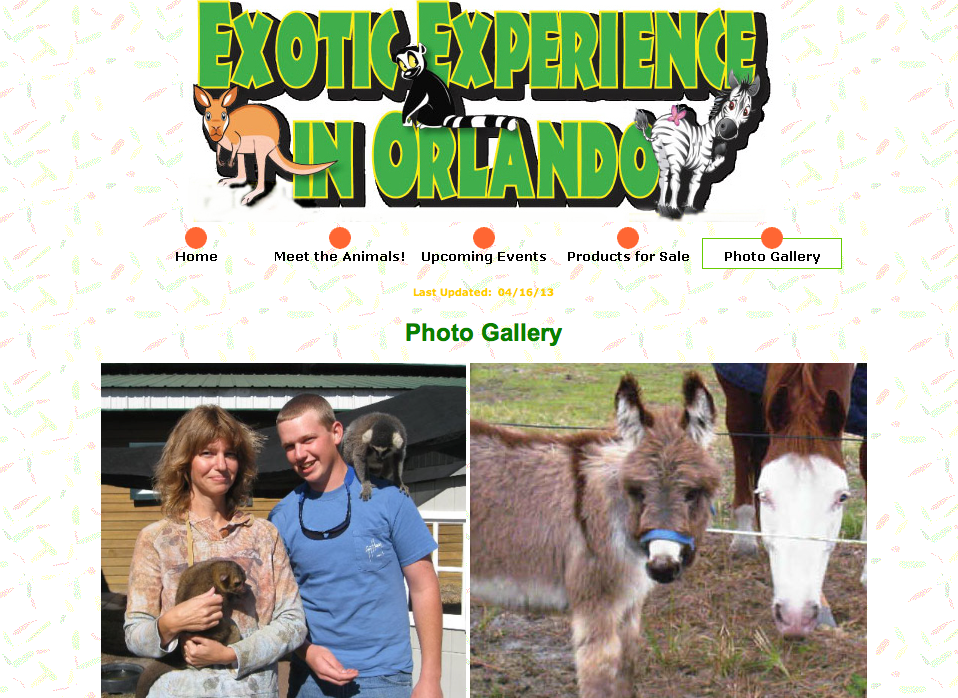 EXOTIC EXPERIENCE
IN ORLANDO
Home
Meet the Animals!
Upcoming Events
Products for Sale
Photo Gallery
Last Updated: 04/16/13
Photo Gallery